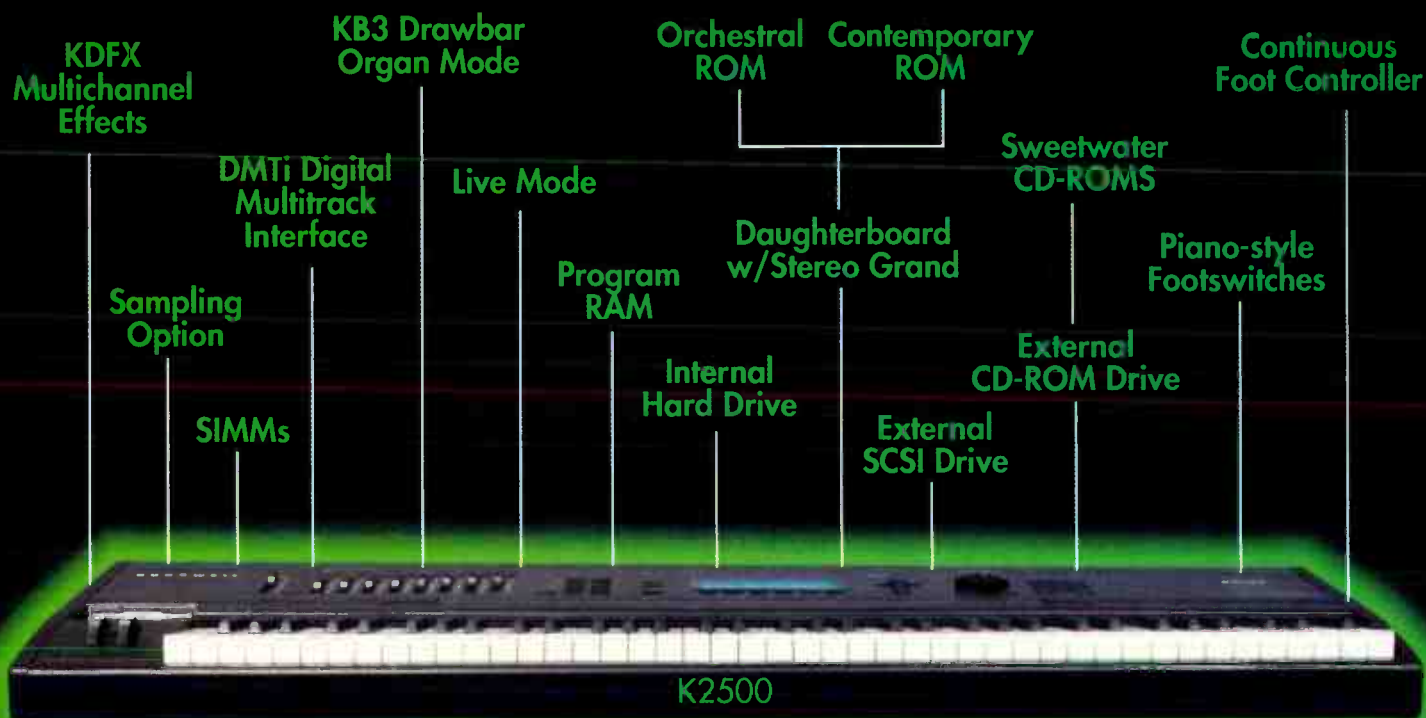 KDFX
Multichannel
Effects
KB3 Drawbar
Organ Mode
Orchestral
ROM
Contemporary
ROM
Continuous
Foot Controller
DMTi Digital
Multitrack
Interface
Live Mode
Sweetwater
CD-ROMS
Sampling
Option
Program
RAM
Daughterboard
w/Stereo Grand
Piano-style
Footswitches
SIMMs
Internal
Hard Drive
External
SCSI Drive
External
CD-ROM Drive
KURZWEIL
K2500